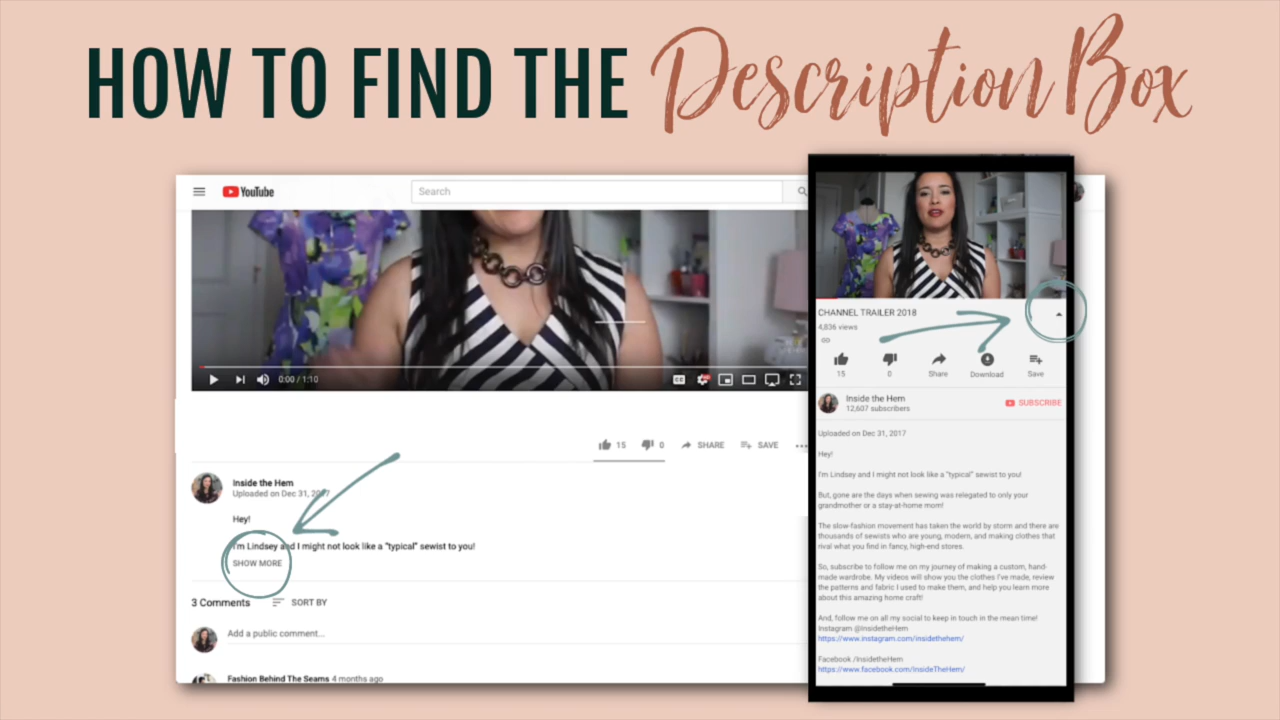 HOW TO FIND THE Description Box
YouTube
Search
0:00 / 1:10
15 0 SHARE SAVE
Inside the Hem
Uploaded on Dec 31, 2017
Hey!
I'm Lindsey and I might not look like a "typical" sewist to you!
SHOW MORE
3 Comments SORT BY
Add a public comment...
Fashion Behind The Seams 4 months ago
CHANNEL TRAILER 2018
4,836 views
15 0 Share Download Save
Inside the Hem
12,607 subscribers
SUBSCRIBE
Uploaded on Dec 31, 2017
Hey!
I'm Lindsey and I might not look like a "typical" sewist to you!
But, gone are the days when sewing was relegated to only your
grandmother or a stay-at-home mom!
The slow-fashion movement has taken the world by storm and there are
thousands of sewists who are young, modern, and making clothes that
rival what you find in fancy, high-end stores.
So, subscribe to follow me on my journey of making a custom, hand-
made wardrobe. My videos will show you the clothes I've made, review
the patterns and fabric I used to make them, and help you learn more
about this amazing home craft!
And, follow me on all my social to keep in touch in the mean time!
Instagram @InsidetheHem
https://www.instagram.com/insidethehem/
Facebook /InsidetheHem
https://www.facebook.com/InsideTheHem/